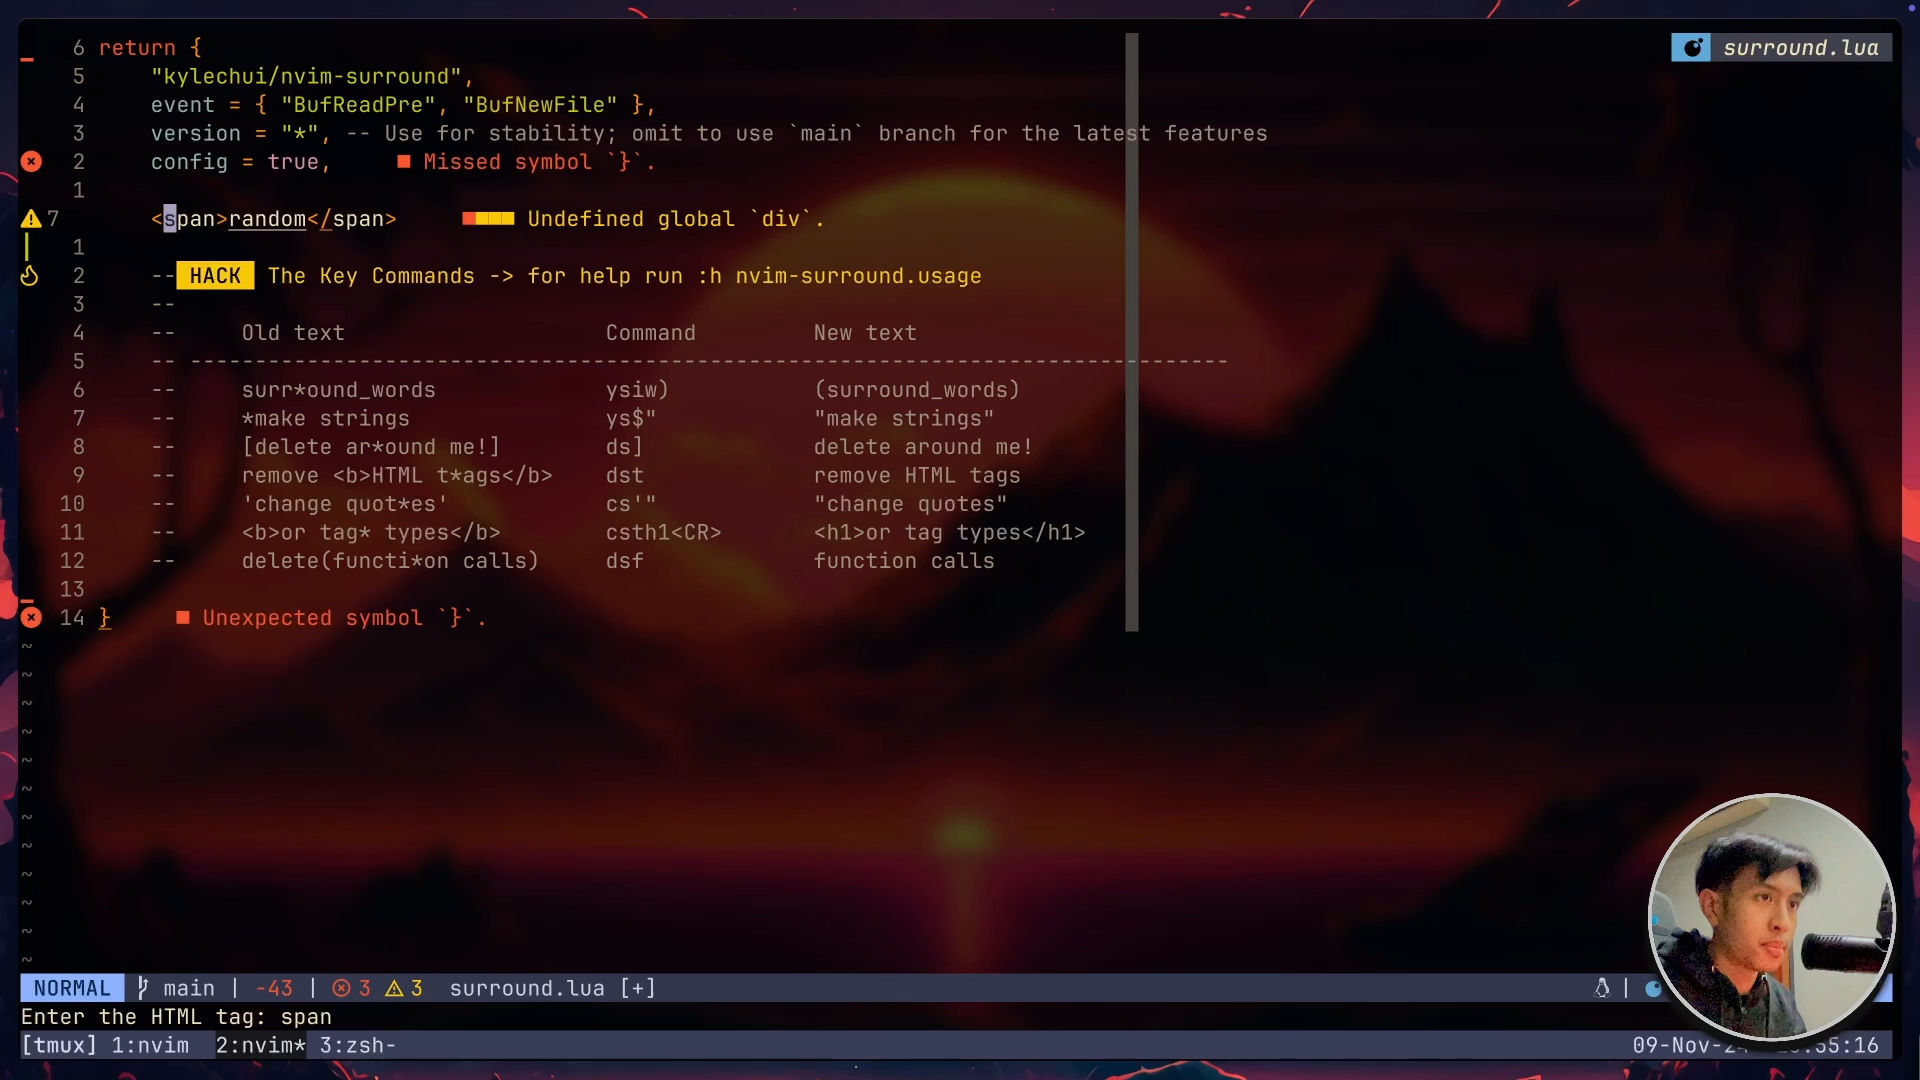 6 return {
surround.lua
5 "kylechui/nvim-surround",
4 event = { "BufReadPre", "BufNewFile" },
3 version = "*", -- Use for stability; omit to use `main` branch for the latest features
2 config = true, ■ Missed symbol `}`.
1
7 <span>random</span> ■■■■ Undefined global `div`.
1
2 -- HACK The Key Commands -> for help run :h nvim-surround.usage
3 --
4 -- Old text Command New text
5 -- --------------------------------------------------------------------------------
6 -- surr*ound_words ysiw) (surround_words)
7 -- *make strings ys$" "make strings"
8 -- [delete ar*ound me!] ds] delete around me!
9 -- remove <b>HTML t*ags</b> dst remove HTML tags
10 -- 'change quot*es' cs'" "change quotes"
11 -- <b>or tag* types</b> csth1<CR> <h1>or tag types</h1>
12 -- delete(functi*on calls) dsf function calls
13
14 } ■ Unexpected symbol `}`.
~
~
~
~
~
~
~
~
~
~
~
~
NORMAL main | -43 | 3 3 surround.lua [+] |
Enter the HTML tag: span
[tmux] 1:nvim 2:nvim* 3:zsh- 09-Nov-2 :16